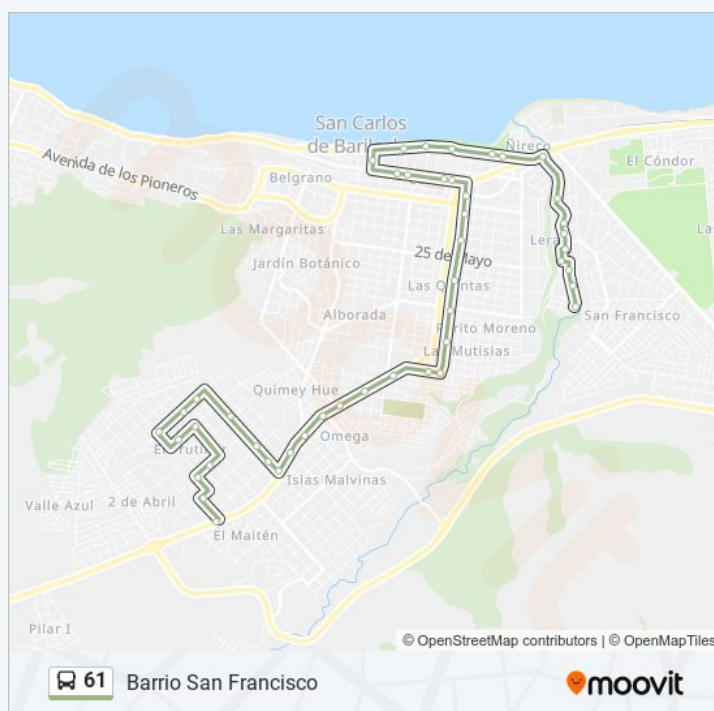 San Carlos
de Bariloche
Ñireco
El Cóndor
Avenida de los Pioneros
Belgrano
Las Margaritas
25 de Mayo
Jardín Botánico
Las Quintas
Alborada
San Francisco
Perito Moreno
Las Mutisias
Quimey Hue
Omega
Islas Malvinas
2 de Abril
Valle Azul
El Maitén
Pilar I
© OpenStreetMap contributors | © OpenMapTiles
61 Barrio San Francisco
moovit